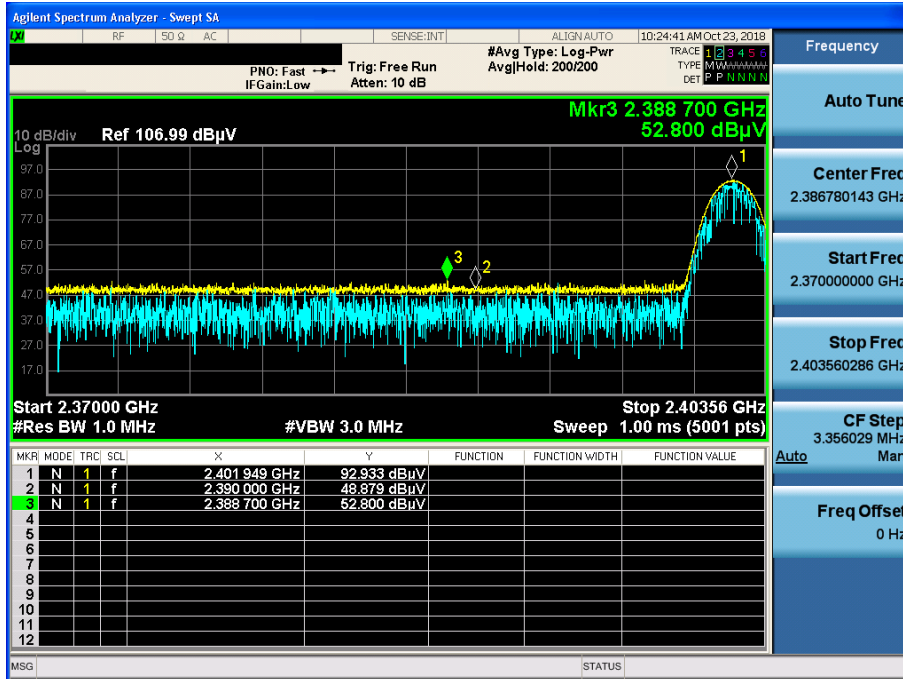 Agilent Spectrum Analyzer - Swept SA
LXI RF 50 Ω AC SENSE:INT ALIGN AUTO 10:24:41 AM Oct 23, 2018
PNO: Fast Trig: Free Run #Avg Type: Log-Pwr TRACE 1 2 3 4 5 6
IFGain:Low Atten: 10 dB Avg|Hold: 200/200 TYPE M W W W W W
DET P P N N N N
Frequency
Auto Tune
Center Freq
2.386780143 GHz
Start Freq
2.370000000 GHz
Stop Freq
2.403560286 GHz
CF Step
3.356029 MHz
Auto Man
Freq Offset
0 Hz
Mkr3 2.388 700 GHz
52.800 dBµV
10 dB/div Ref 106.99 dBµV
Log
97.0
87.0
77.0
67.0
57.0
47.0
37.0
27.0
17.0
1
3
2
Start 2.37000 GHz Stop 2.40356 GHz
#Res BW 1.0 MHz #VBW 3.0 MHz Sweep 1.00 ms (5001 pts)
MKR MODE TRC SCL X Y FUNCTION FUNCTION WIDTH FUNCTION VALUE
1 N 1 f 2.401 949 GHz 92.933 dBµV
2 N 1 f 2.390 000 GHz 48.879 dBµV
3 N 1 f 2.388 700 GHz 52.800 dBµV
4
5
6
7
8
9
10
11
12
MSG STATUS